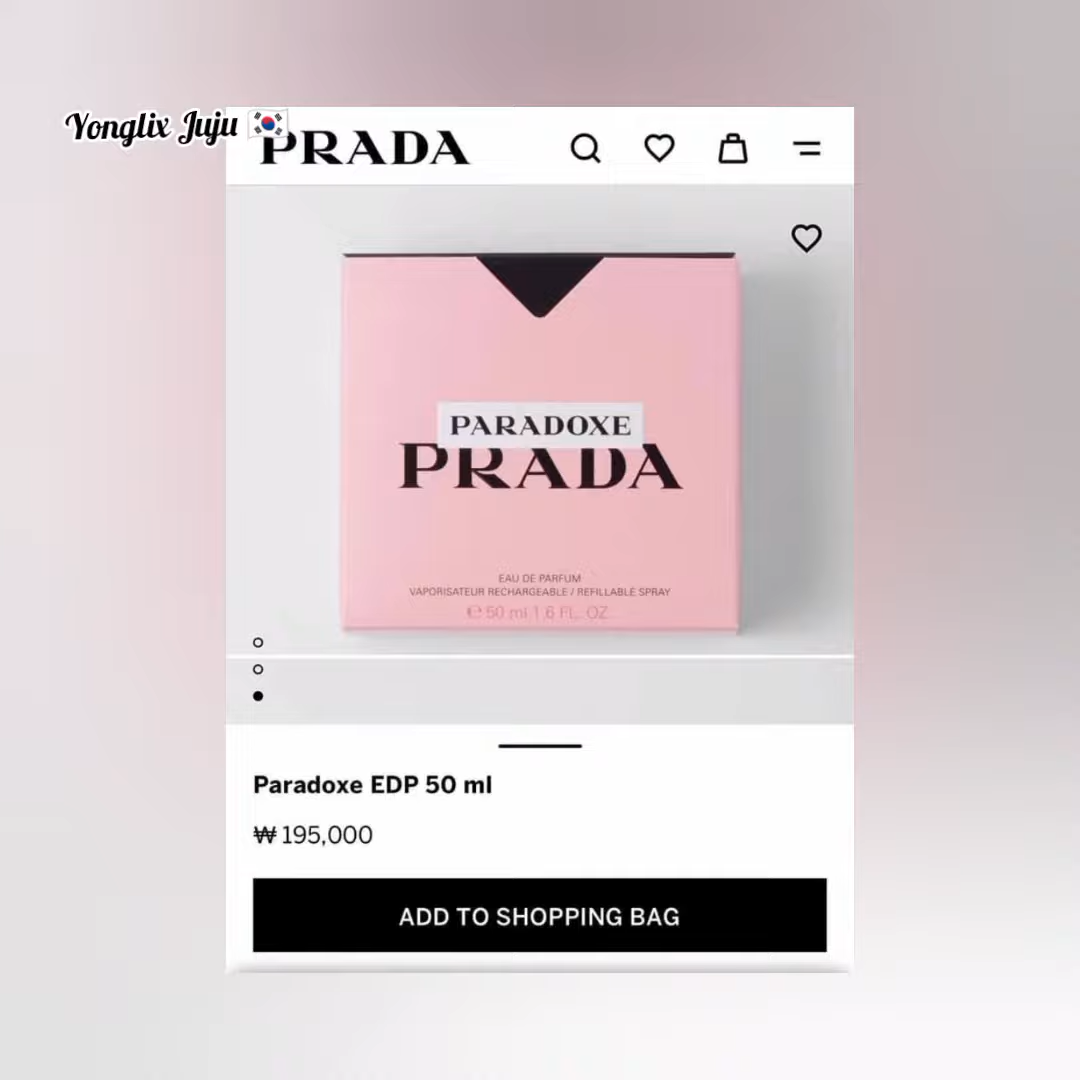 Yonglix Juju 🇰🇷
PRADA
PARADOXE
PRADA
EAU DE PARFUM
VAPORISATEUR RECHARGEABLE / REFILLABLE SPRAY
℮ 50 ml 1.6 FL. OZ.
Paradoxe EDP 50 ml
₩ 195,000
ADD TO SHOPPING BAG